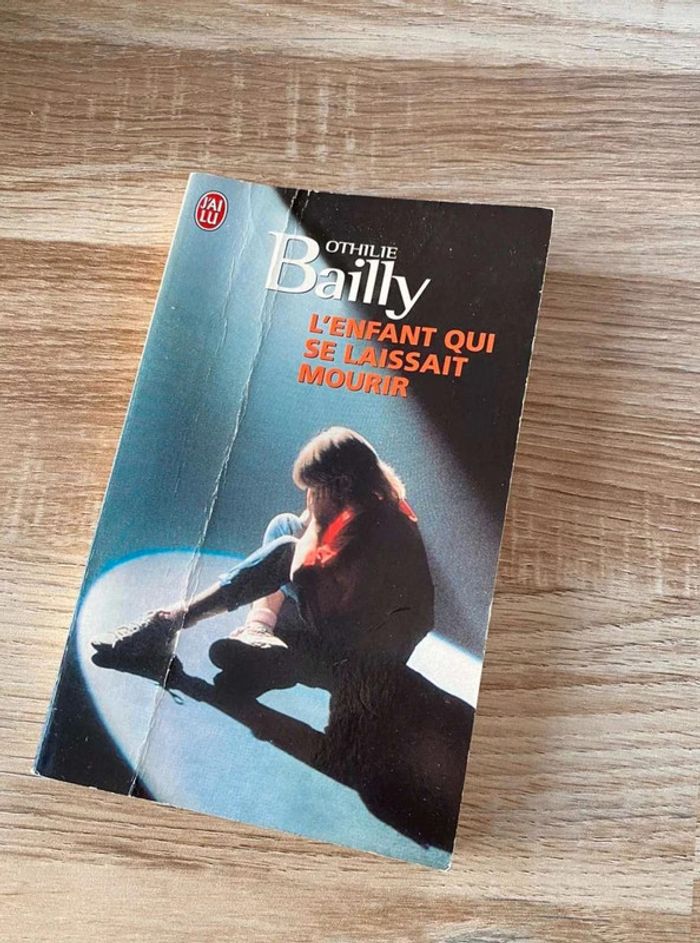 J'AI
LU
OTHILIE
Bailly
L'ENFANT QUI
SE LAISSAIT
MOURIR